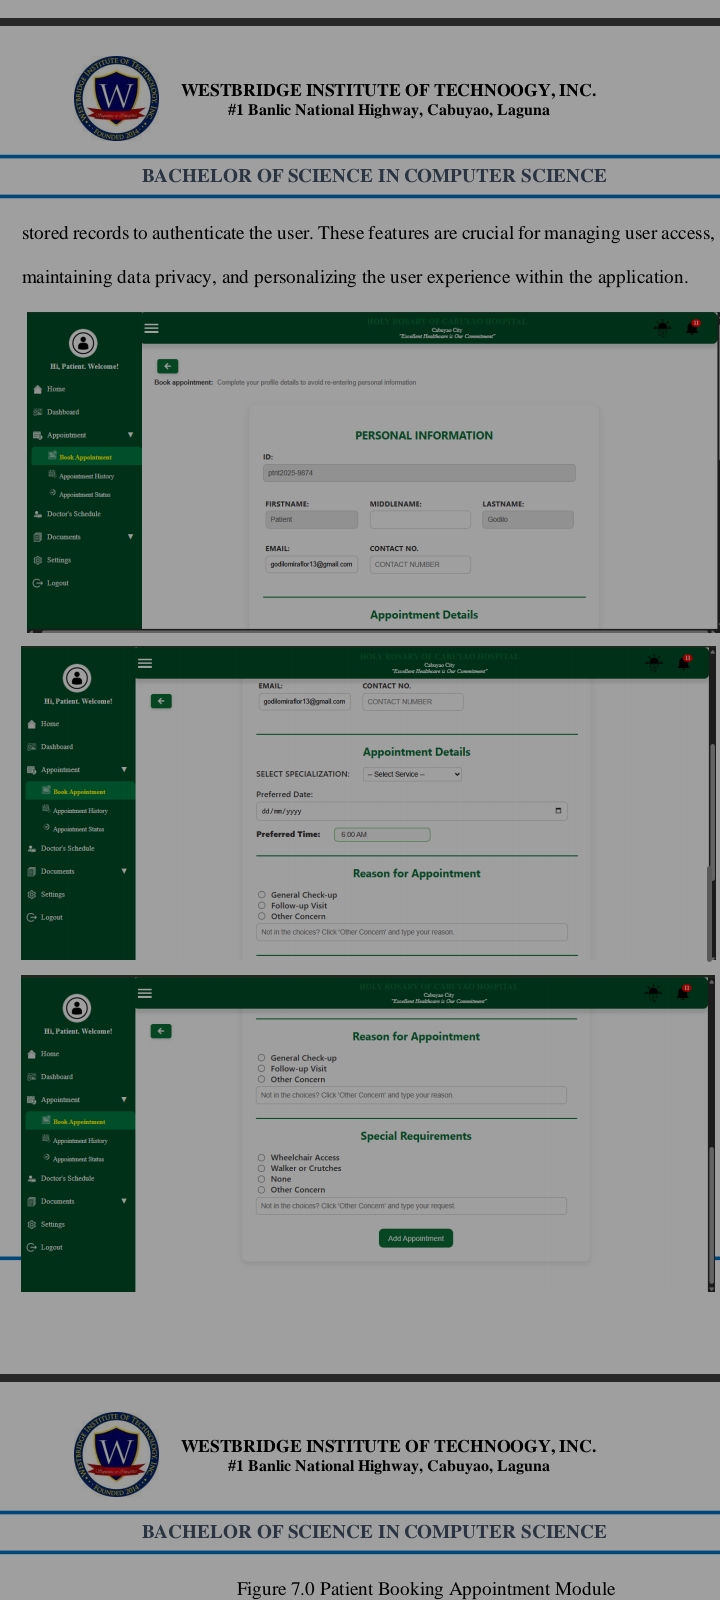 WESTBRIDGE INSTITUTE OF TECHNOOGY, INC.
#1 Banlic National Highway, Cabuyao, Laguna
BACHELOR OF SCIENCE IN COMPUTER SCIENCE
stored records to authenticate the user. These features are crucial for managing user access,
maintaining data privacy, and personalizing the user experience within the application.
HOLY ROSARY OF CABUYAO HOSPITAL
Cabuyao City
"Excellent Healthcare is Our Commitment"
11
Hi, Patient. Welcome!
Home
Dashboard
Appointment ▼
Book Appointment
Appointment History
Appointment Status
Doctor's Schedule
Documents ▼
Settings
Logout
Book appointment: Complete your profile details to avoid re-entering personal information
PERSONAL INFORMATION
ID:
ptnt2025-9874
FIRSTNAME: MIDDLENAME: LASTNAME:
Patient Godilo
EMAIL: CONTACT NO.
godilomiraflor13@gmail.com CONTACT NUMBER
Appointment Details
HOLY ROSARY OF CABUYAO HOSPITAL
Cabuyao City
"Excellent Healthcare is Our Commitment"
11
Hi, Patient. Welcome!
Home
Dashboard
Appointment ▼
Book Appointment
Appointment History
Appointment Status
Doctor's Schedule
Documents ▼
Settings
Logout
EMAIL: CONTACT NO.
godilomiraflor13@gmail.com CONTACT NUMBER
Appointment Details
SELECT SPECIALIZATION: -- Select Service --
Preferred Date:
dd/mm/yyyy
Preferred Time: 6:00 AM
Reason for Appointment
General Check-up
Follow-up Visit
Other Concern
Not in the choices? Click 'Other Concern' and type your reason.
HOLY ROSARY OF CABUYAO HOSPITAL
Cabuyao City
"Excellent Healthcare is Our Commitment"
11
Hi, Patient. Welcome!
Home
Dashboard
Appointment ▼
Book Appointment
Appointment History
Appointment Status
Doctor's Schedule
Documents ▼
Settings
Logout
Reason for Appointment
General Check-up
Follow-up Visit
Other Concern
Not in the choices? Click 'Other Concern' and type your reason.
Special Requirements
Wheelchair Access
Walker or Crutches
None
Other Concern
Not in the choices? Click 'Other Concern' and type your request.
Add Appointment
WESTBRIDGE INSTITUTE OF TECHNOOGY, INC.
#1 Banlic National Highway, Cabuyao, Laguna
BACHELOR OF SCIENCE IN COMPUTER SCIENCE
Figure 7.0 Patient Booking Appointment Module